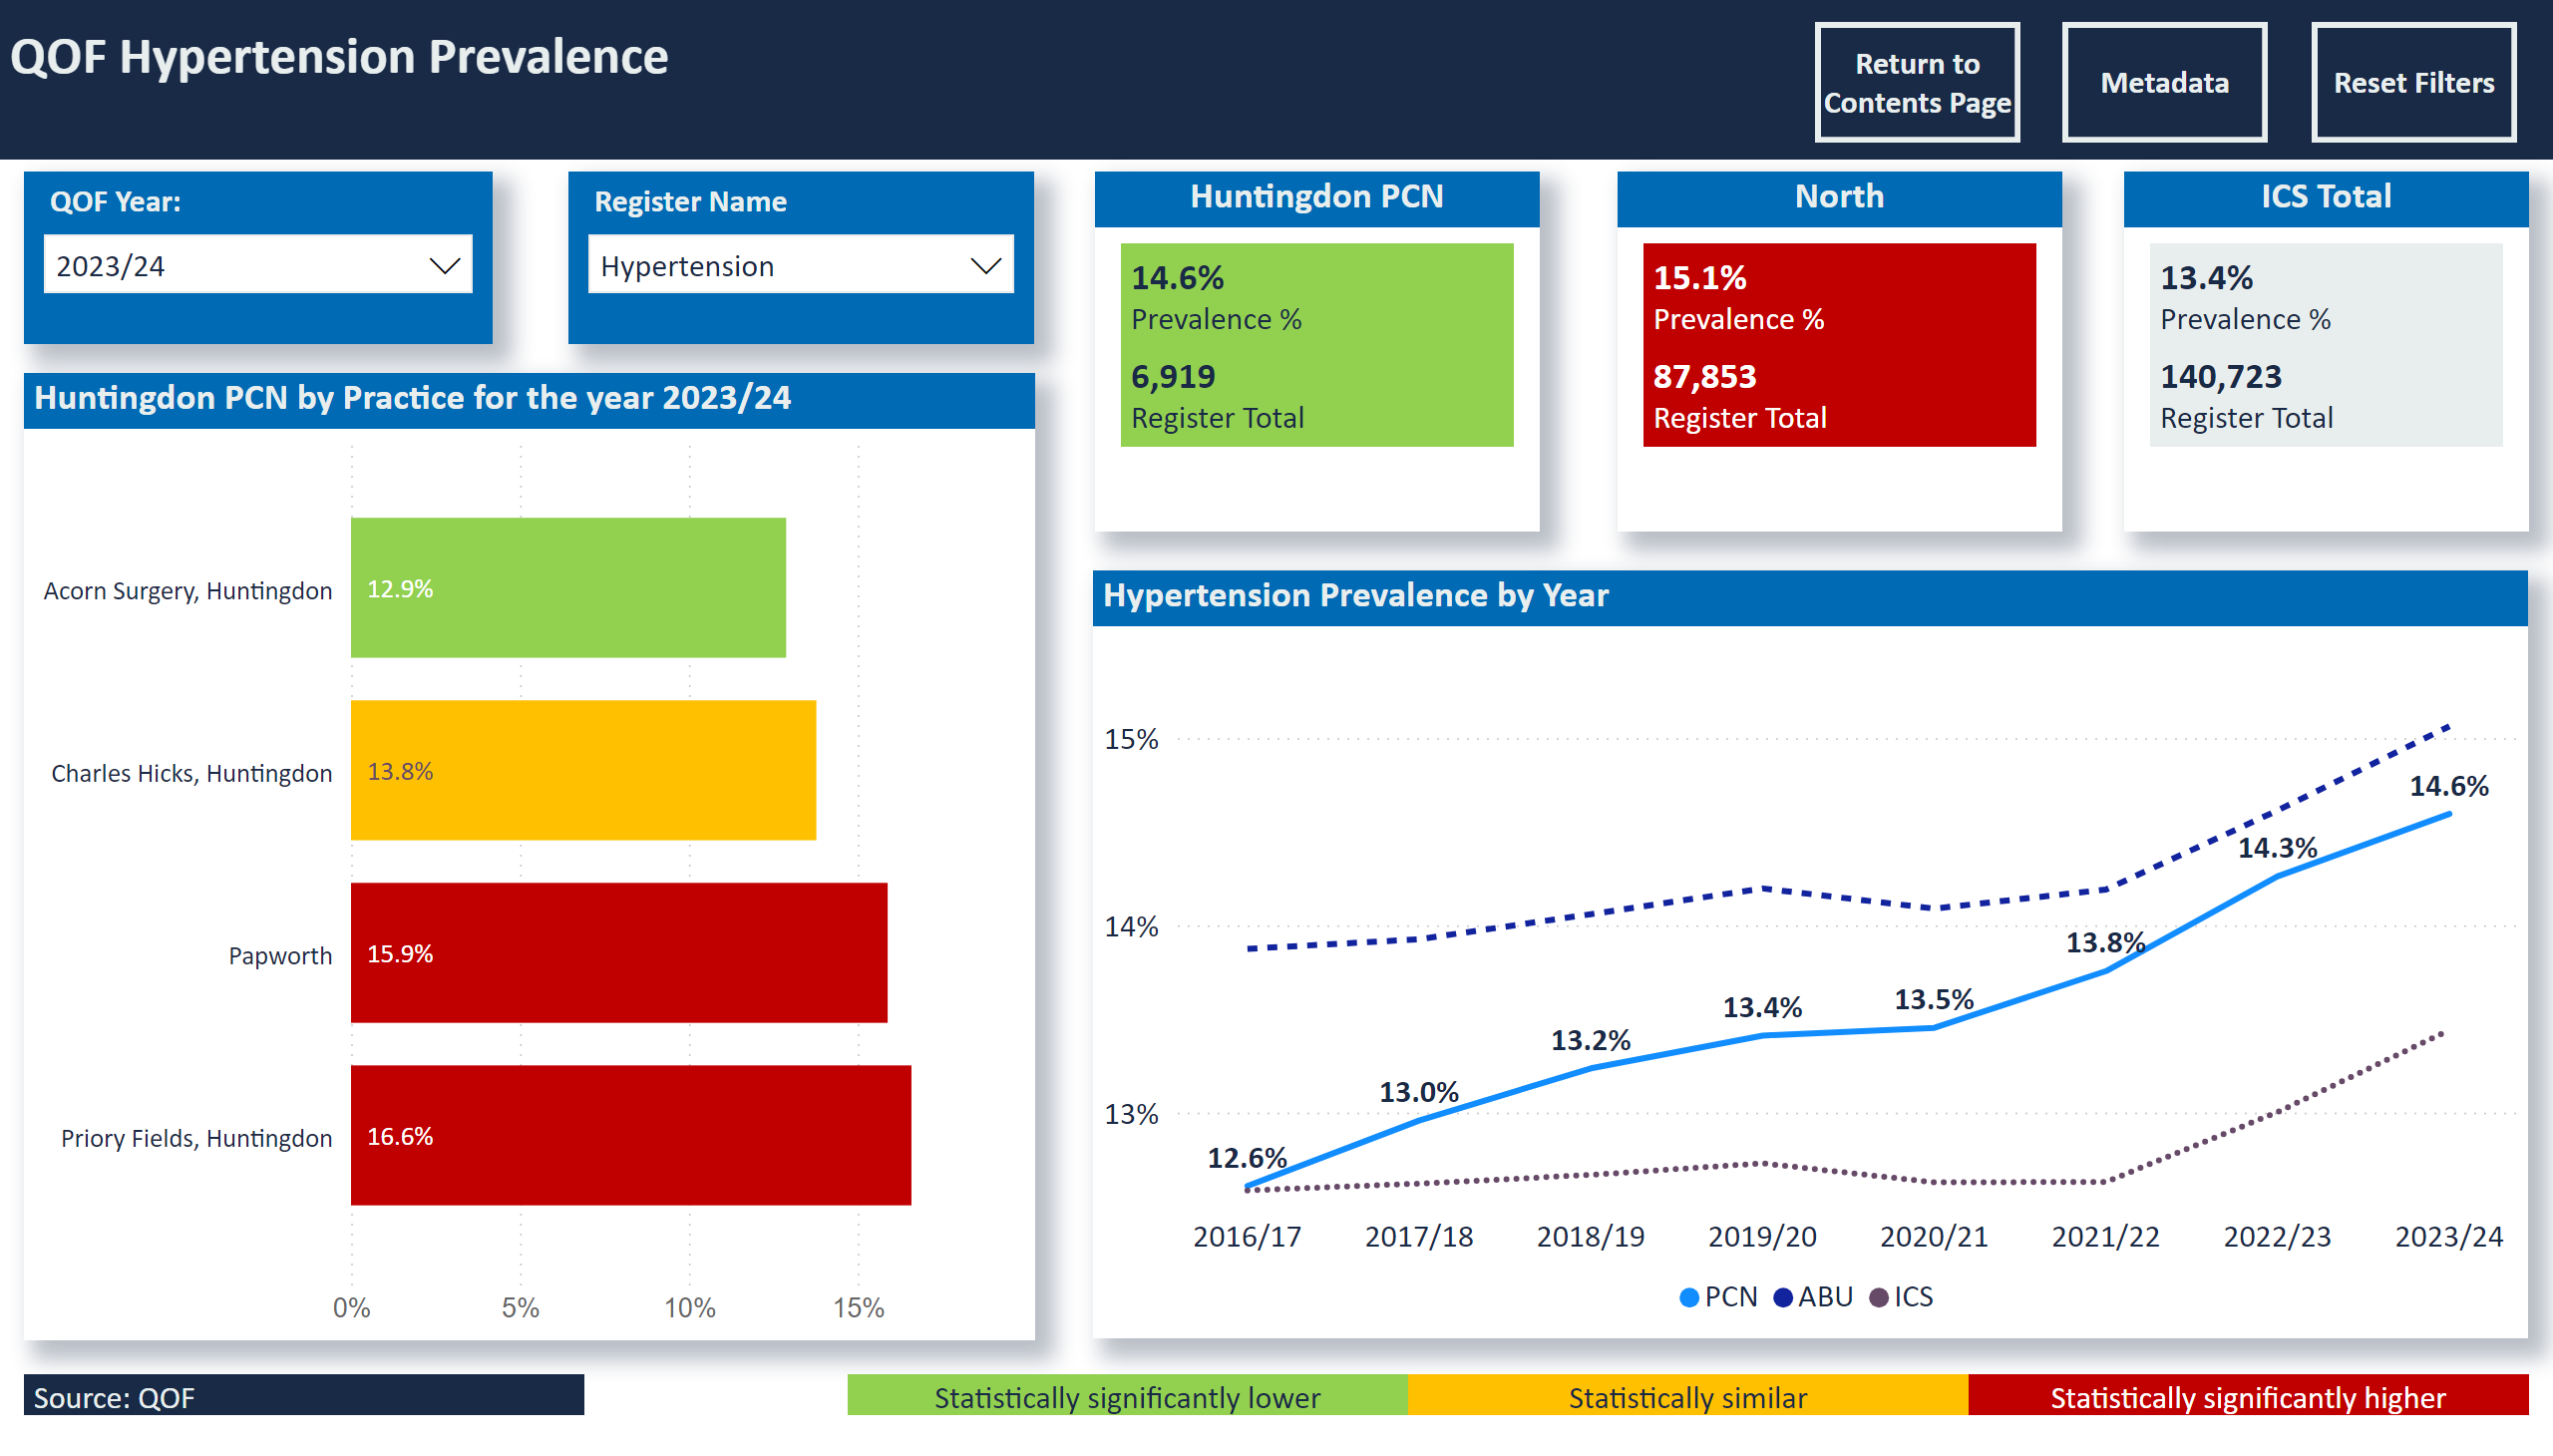 QOF Hypertension Prevalence
Return to
Contents Page
Metadata
Reset Filters
QOF Year:
2023/24
Register Name
Hypertension
Huntingdon PCN
14.6%
Prevalence %
6,919
Register Total
North
15.1%
Prevalence %
87,853
Register Total
ICS Total
13.4%
Prevalence %
140,723
Register Total
Huntingdon PCN by Practice for the year 2023/24
Acorn Surgery, Huntingdon
12.9%
Charles Hicks, Huntingdon
13.8%
Papworth
15.9%
Priory Fields, Huntingdon
16.6%
0%
5%
10%
15%
Hypertension Prevalence by Year
15%
14%
13%
12.6%
13.0%
13.2%
13.4%
13.5%
13.8%
14.3%
14.6%
2016/17
2017/18
2018/19
2019/20
2020/21
2021/22
2022/23
2023/24
PCN
ABU
ICS
Source: QOF
Statistically significantly lower
Statistically similar
Statistically significantly higher